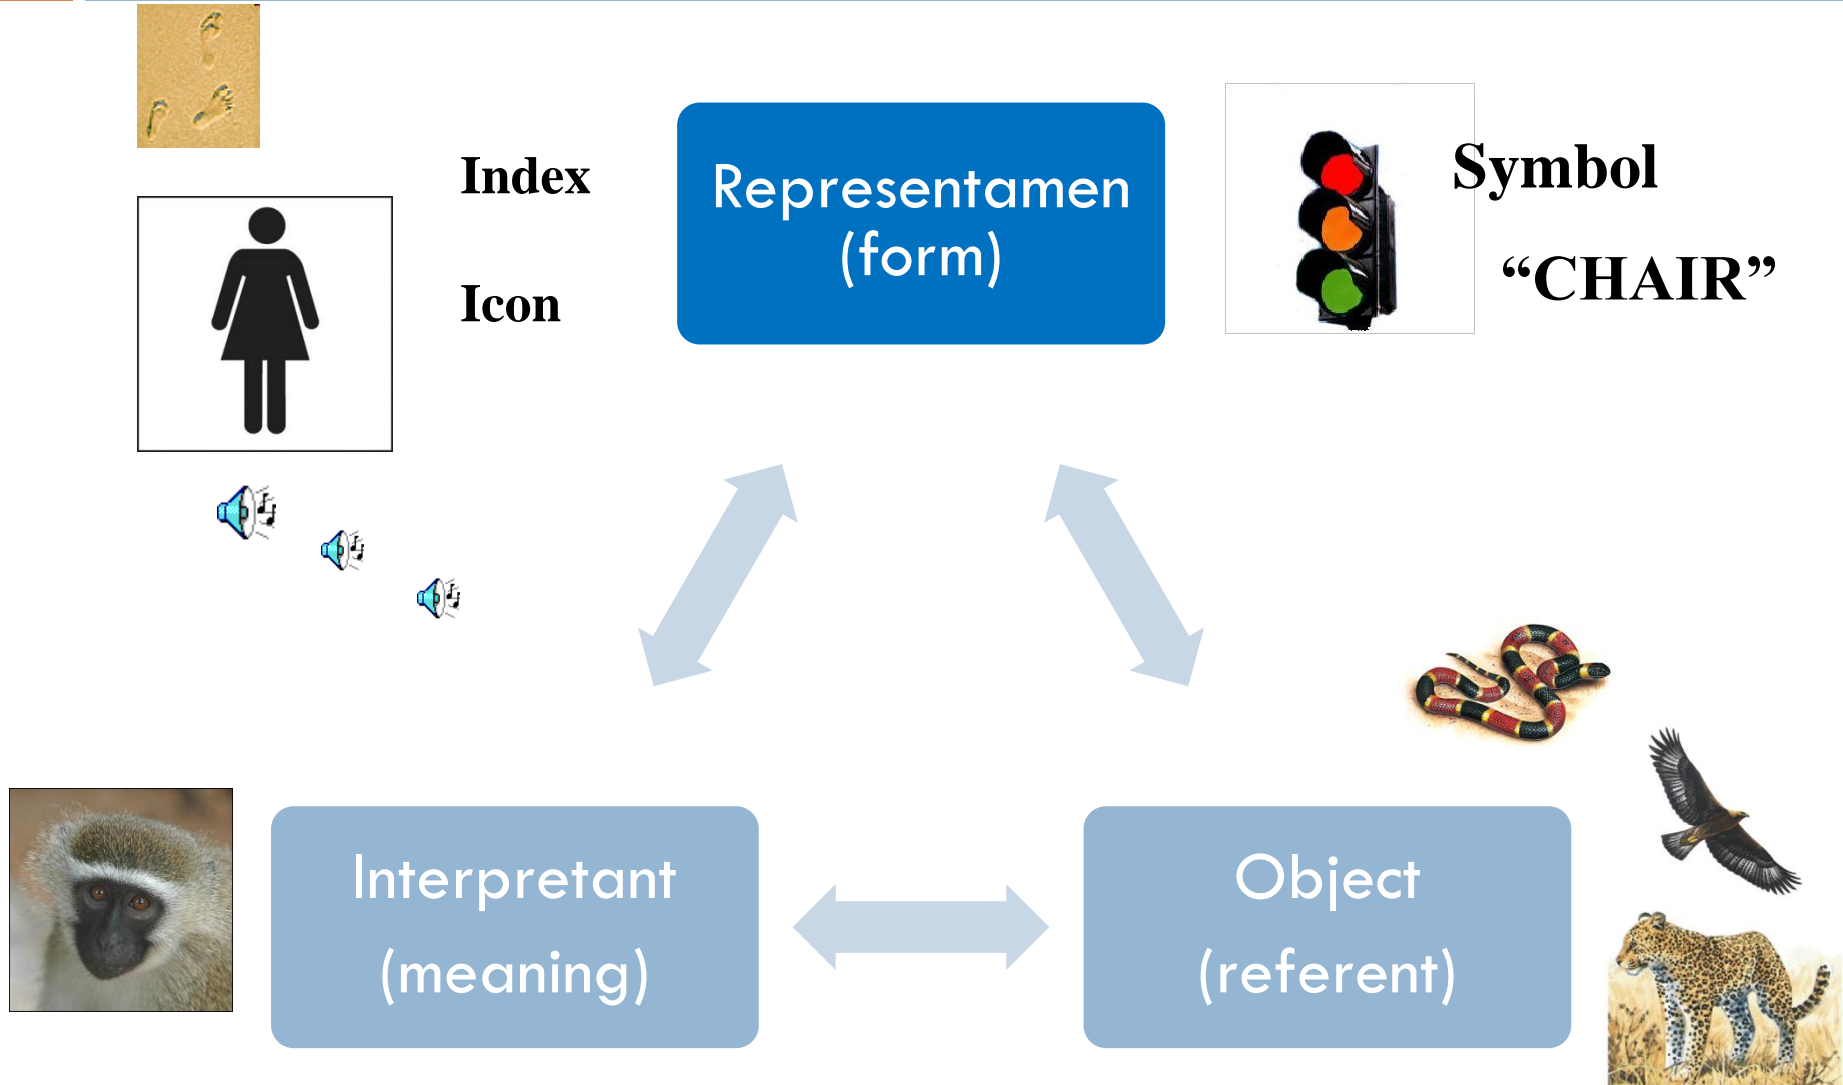 Index
Icon
Representamen
(form)
Symbol
“CHAIR”
Interpretant
(meaning)
Object
(referent)